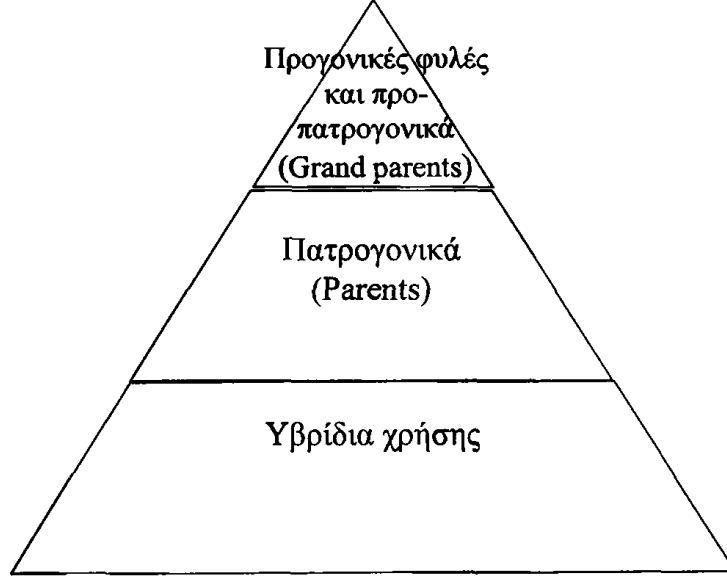 Προγονικές φυλές
και προ-
πατρογονικά
(Grand parents)
Πατρογονικά
(Parents)
Υβρίδια χρήσης